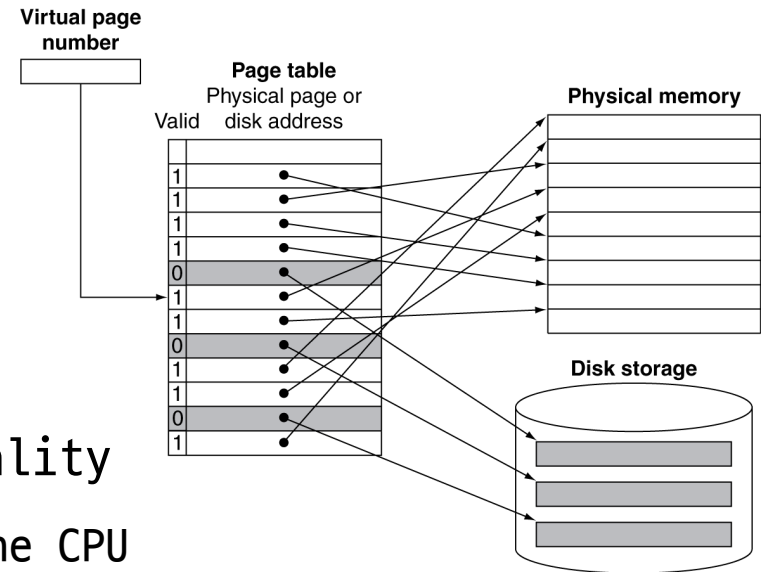 Virtual page
number
Page table
Physical page or
Valid disk address
Physical memory
1
1
1
1
0
1
1
0
1
1
0
1
Disk storage
lity
he CPU